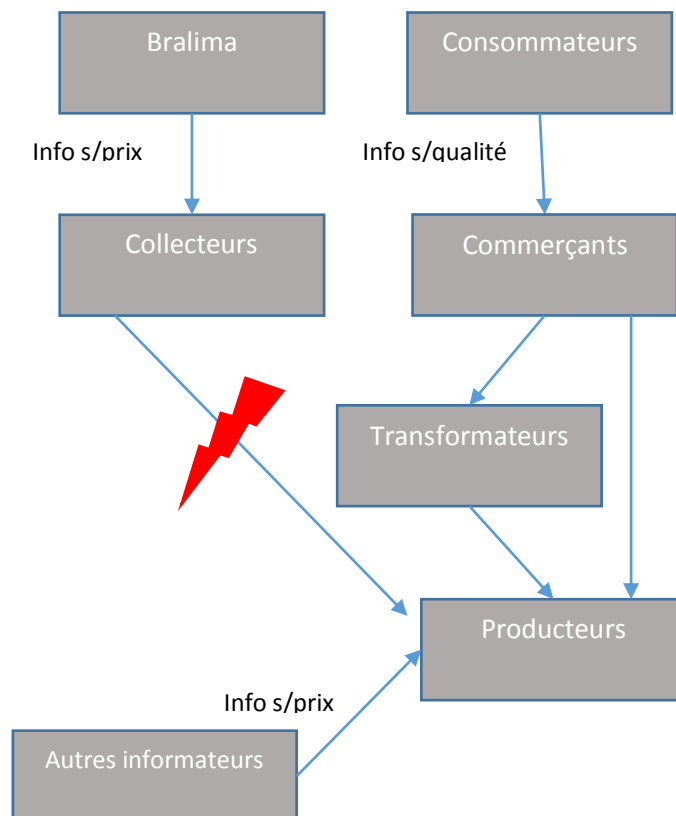 Bralima
Consommateurs
Info s/prix
Info s/qualité
Collecteurs
Commerçants
Transformateurs
Producteurs
Info s/prix
Autres informateurs